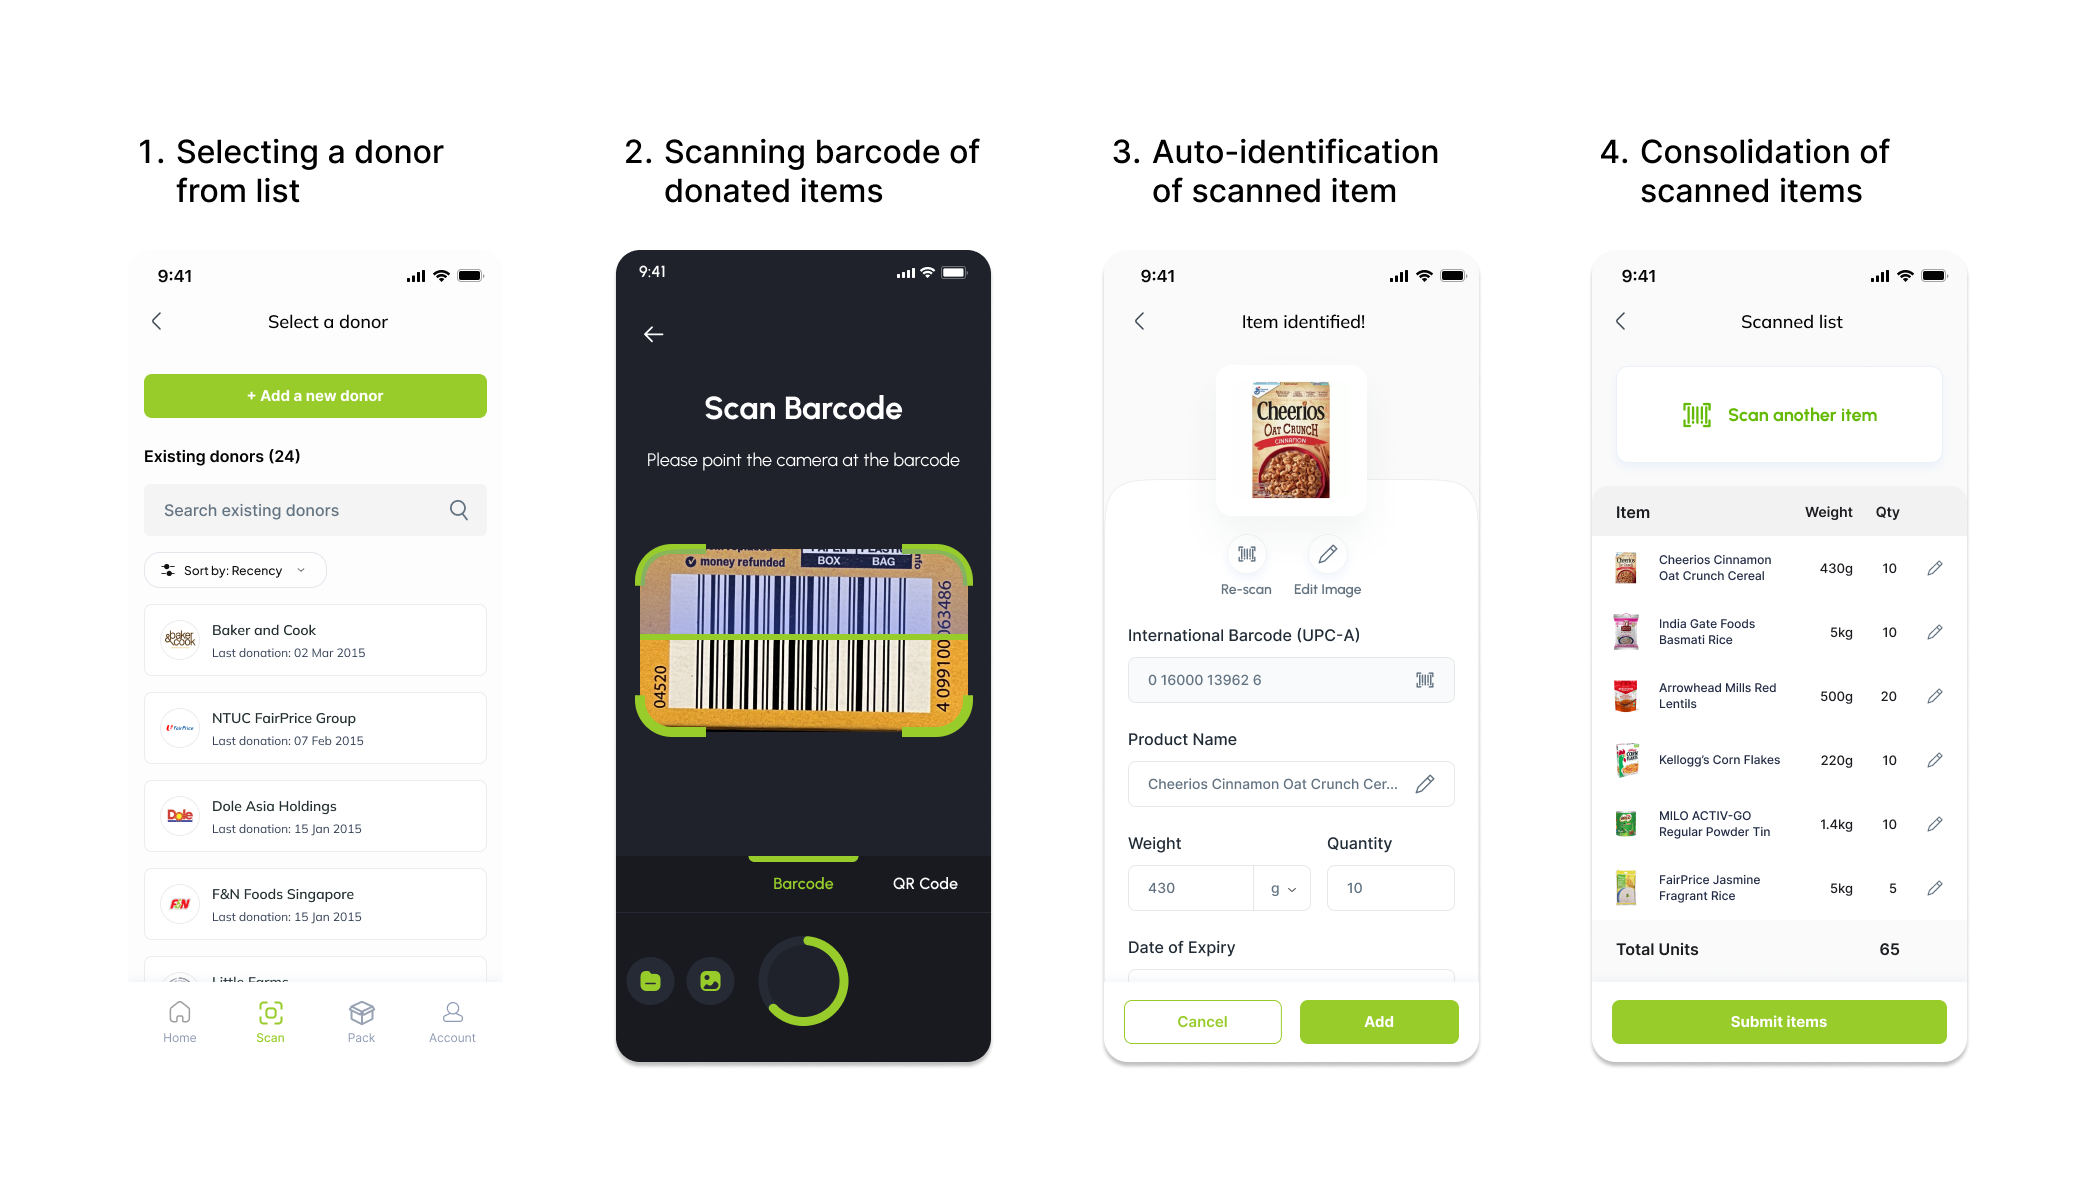 1. Selecting a donor
from list
9:41
Select a donor
+ Add a new donor
Existing donors (24)
Search existing donors
Sort by: Recency
baker
&cook
Baker and Cook
Last donation: 02 Mar 2015
FairPrice
NTUC FairPrice Group
Last donation: 07 Feb 2015
Dole
Dole Asia Holdings
Last donation: 15 Jan 2015
F&N
F&N Foods Singapore
Last donation: 15 Jan 2015
Little Farms
Home
Scan
Pack
Account
2. Scanning barcode of
donated items
9:41
Scan Barcode
Please point the camera at the barcode
money refunded
BOX
BAG
04520
4 099100 063486
Barcode
QR Code
3. Auto-identification
of scanned item
9:41
Item identified!
Cheerios
OAT CRUNCH
CINNAMON
Re-scan
Edit Image
International Barcode (UPC-A)
0 16000 13962 6
Product Name
Cheerios Cinnamon Oat Crunch Cer...
Weight
Quantity
430
g
10
Date of Expiry
Cancel
Add
4. Consolidation of
scanned items
9:41
Scanned list
Scan another item
Item Weight Qty
Cheerios Cinnamon
Oat Crunch Cereal
430g 10
India Gate Foods
Basmati Rice
5kg 10
Arrowhead Mills Red
Lentils
500g 20
Kellogg's Corn Flakes
220g 10
MILO ACTIV-GO
Regular Powder Tin
1.4kg 10
FairPrice Jasmine
Fragrant Rice
5kg 5
Total Units 65
Submit items